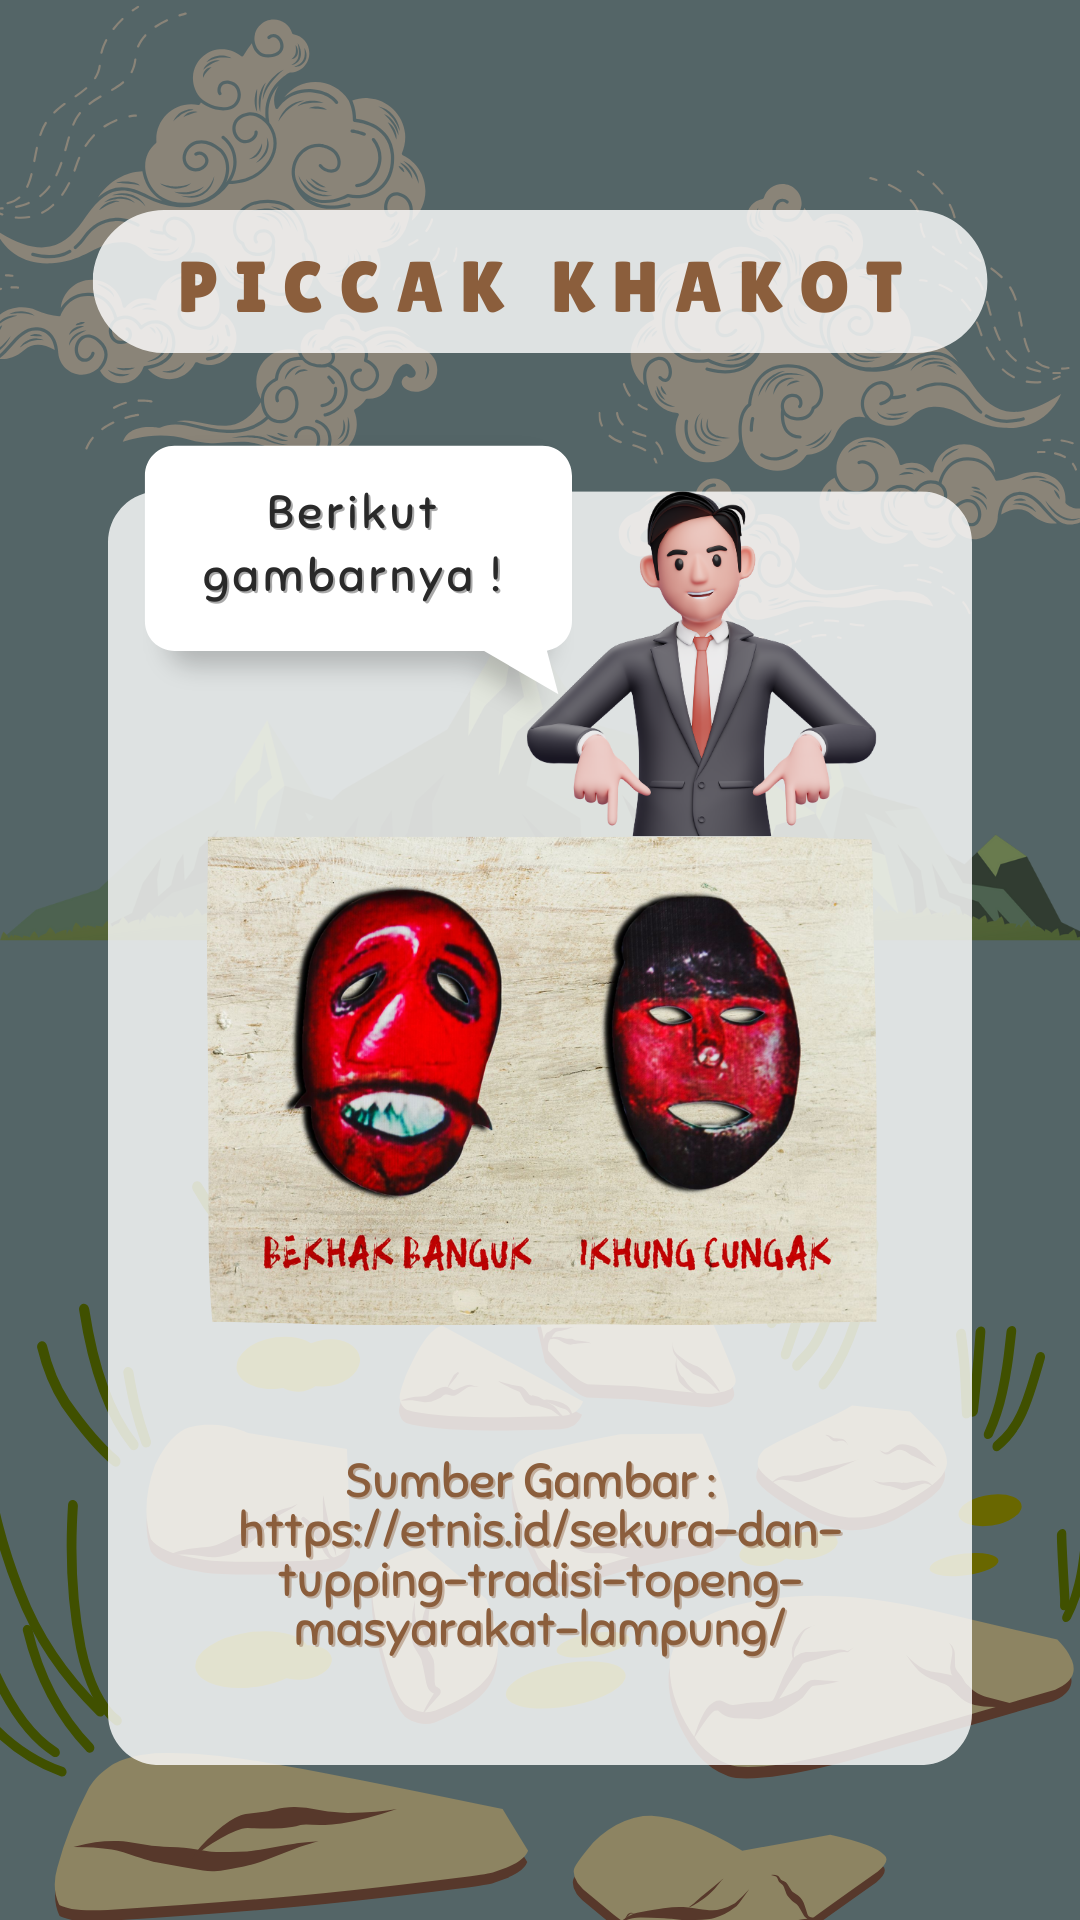 PICCAK KHAKOT
Berikut
gambarnya !
BEKHAK BANGUK
IKHUNG CUNGAK
Sumber Gambar :
https://etnis.id/sekura-dan-
tupping-tradisi-topeng-
masyarakat-lampung/